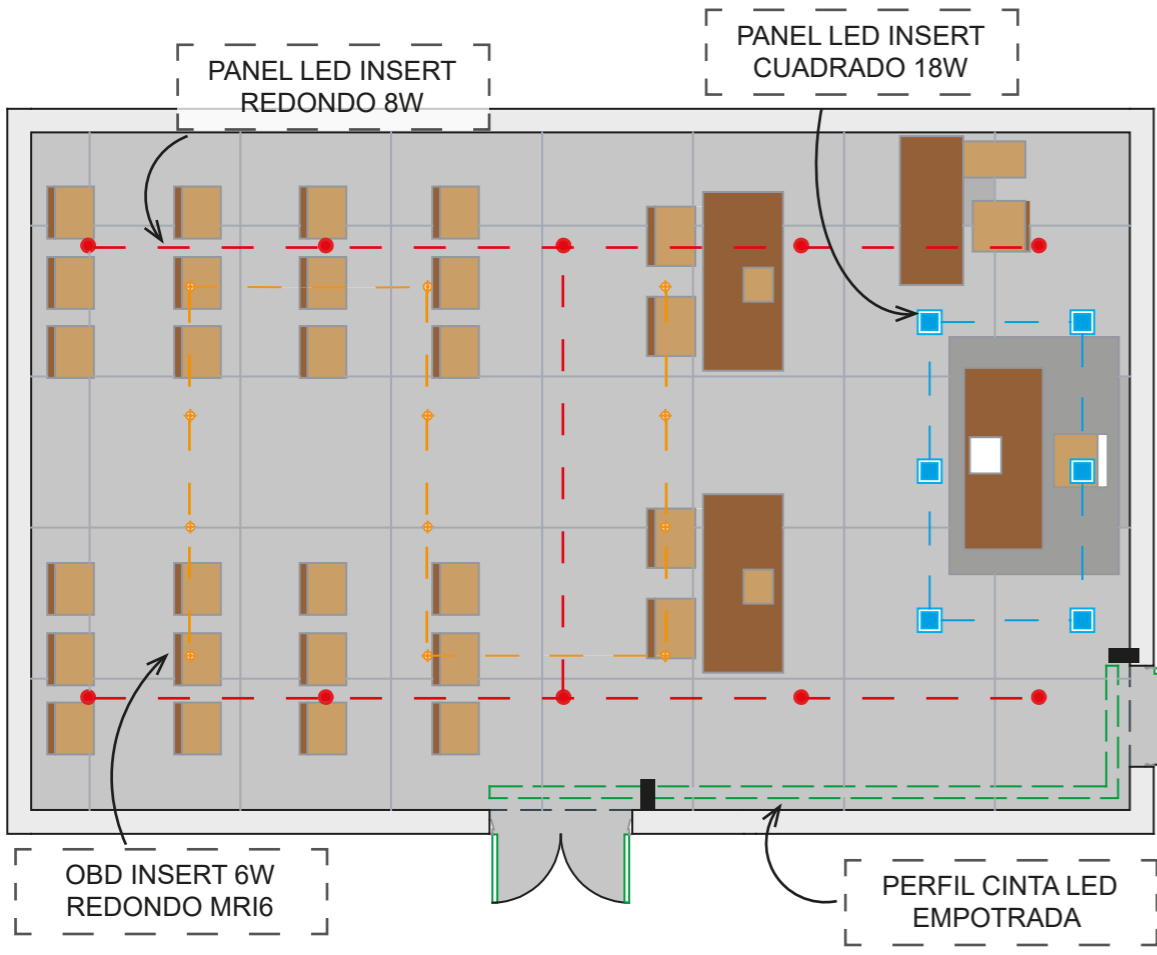 PANEL LED INSERT
REDONDO 8W
PANEL LED INSERT
CUADRADO 18W
OBD INSERT 6W
REDONDO MRI6
PERFIL CINTA LED
EMPOTRADA